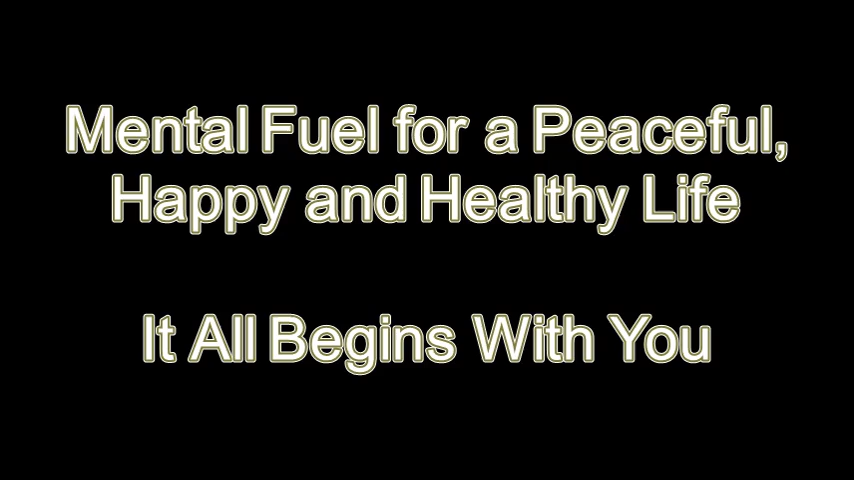 Mental Fuel for a Peaceful,
Happy and Healthy Life
It All Begins With You